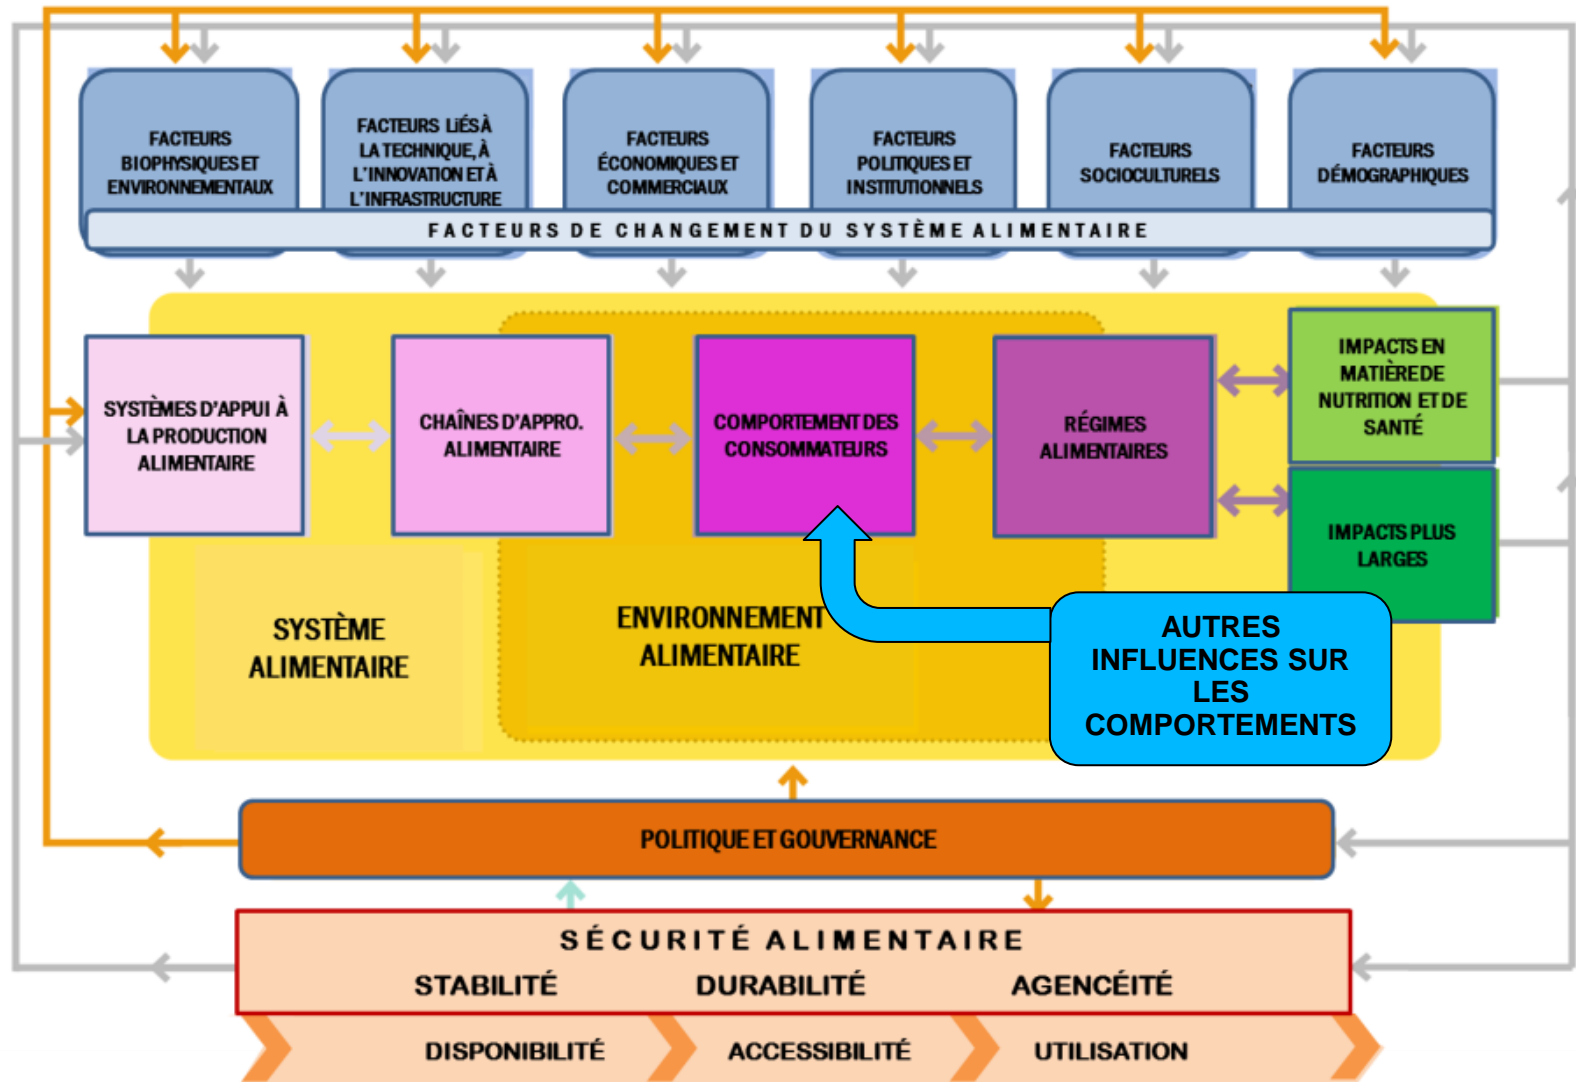 FACTEURS
BIOPHYSIQUES ET
ENVIRONNEMENTAUX
FACTEURS LiÉS À
LA TECHNIQUE, À
L'INNOVATION ET À
L'INFRASTRUCTURE
FACTEURS
ÉCONOMIQUES ET
COMMERCIAUX
FACTEURS
POLITIQUES ET
INSTITUTIONNELS
FACTEURS
SOCIOCULTURELS
FACTEURS
DÉMOGRAPHIQUES
FACTEURS DE CHANGEMENT DU SYSTÈME ALIMENTAIRE
SYSTÈMES D'APPUI À
LA PRODUCTION
ALIMENTAIRE
CHAÎNES D'APPRO.
ALIMENTAIRE
COMPORTEMENT DES
CONSOMMATEURS
RÉGIMES
ALIMENTAIRES
IMPACTS EN
MATIÈRE DE
NUTRITION ET DE
SANTÉ
IMPACTS PLUS
LARGES
SYSTÈME
ALIMENTAIRE
ENVIRONNEMENT
ALIMENTAIRE
AUTRES
INFLUENCES SUR
LES
COMPORTEMENTS
POLITIQUE ET GOUVERNANCE
SÉCURITÉ ALIMENTAIRE
STABILITÉ DURABILITÉ AGENCÉITÉ
DISPONIBILITÉ ACCESSIBILITÉ UTILISATION